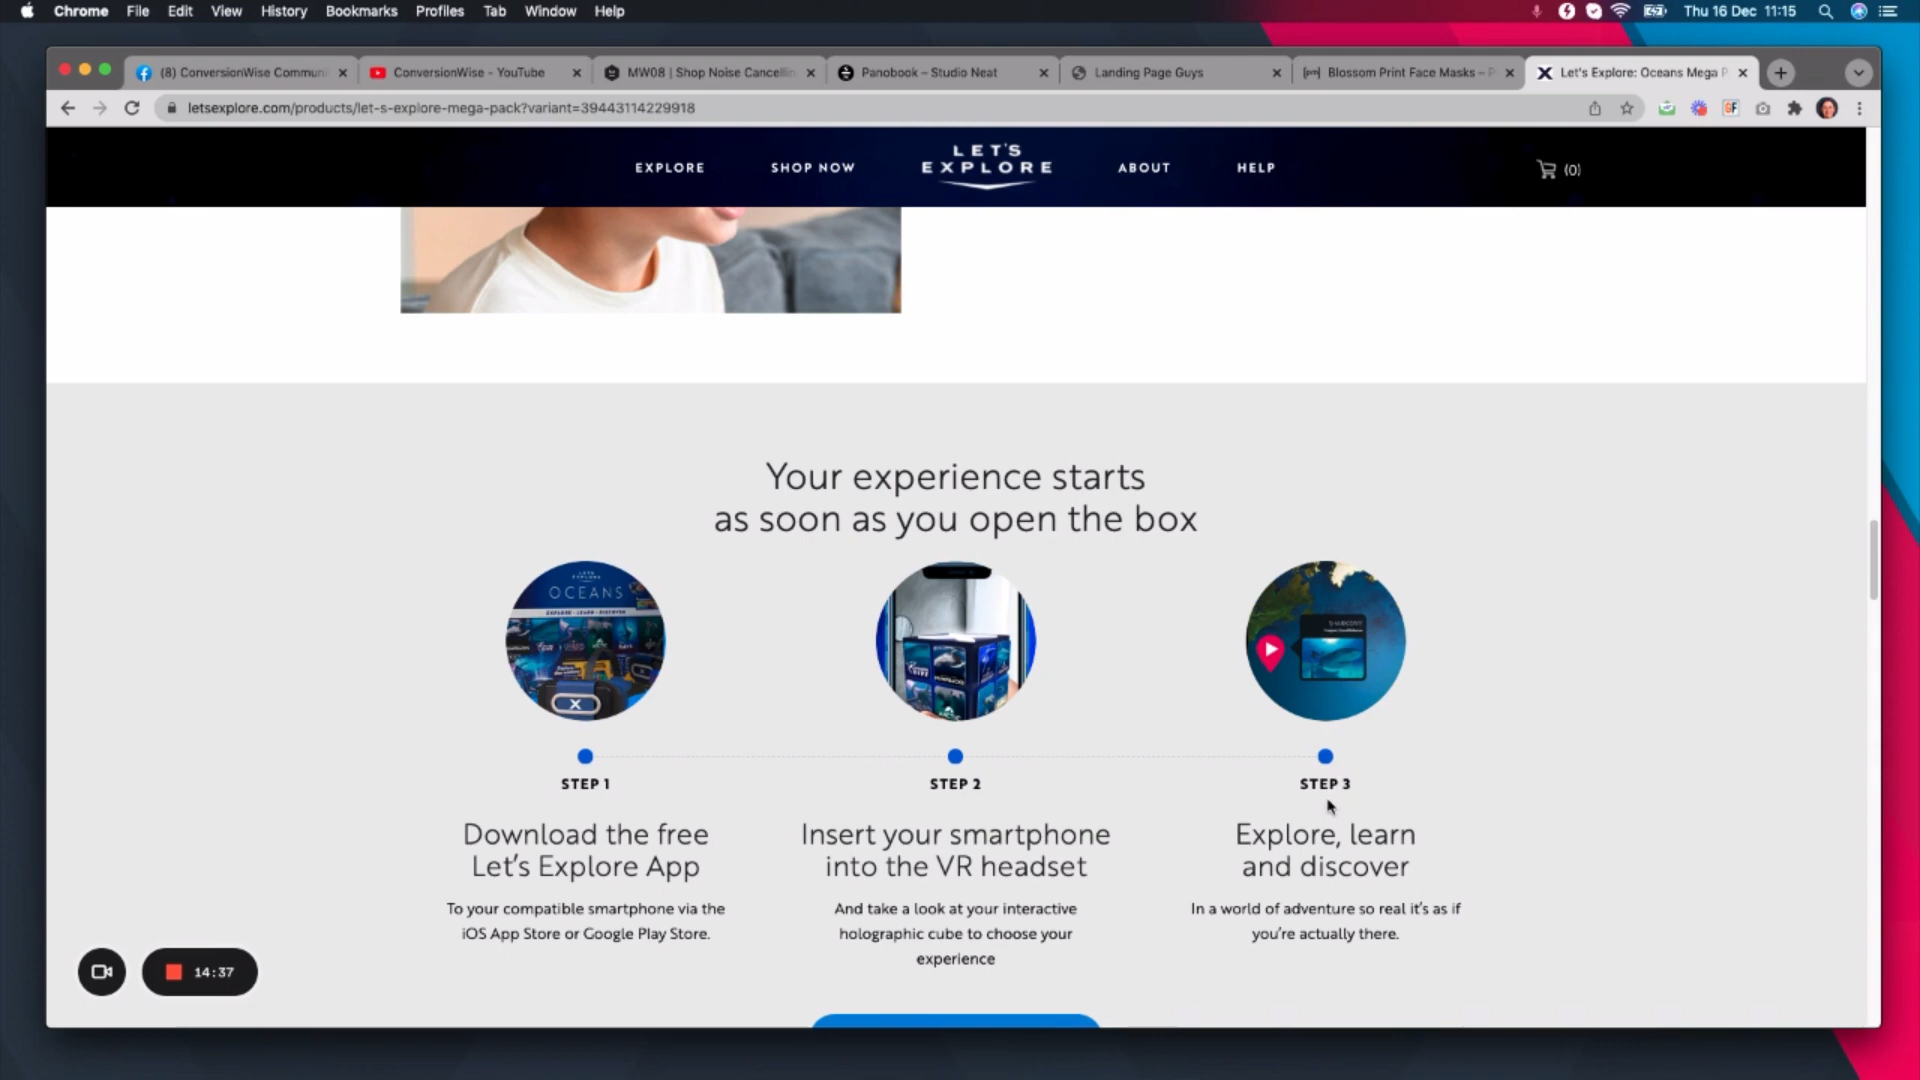 Chrome File Edit View History Bookmarks Profiles Tab Window Help Thu 16 Dec 11:15
(8) ConversionWise Commun ConversionWise - YouTube MW08 | Shop Noise Cancellin Panobook – Studio Neat Landing Page Guys Blossom Print Face Masks – P Let's Explore: Oceans Mega P
letsexplore.com/products/let-s-explore-mega-pack?variant=39443114229918 GF
EXPLORE SHOP NOW LET'S EXPLORE ABOUT HELP (0)
Your experience starts
as soon as you open the box
OCEANS
EXPLORE · LEARN · DISCOVER
STEP 1 STEP 2 STEP 3
Download the free
Let's Explore App
To your compatible smartphone via the
iOS App Store or Google Play Store.
Insert your smartphone
into the VR headset
And take a look at your interactive
holographic cube to choose your
experience
Explore, learn
and discover
In a world of adventure so real it's as if
you're actually there.
14:37